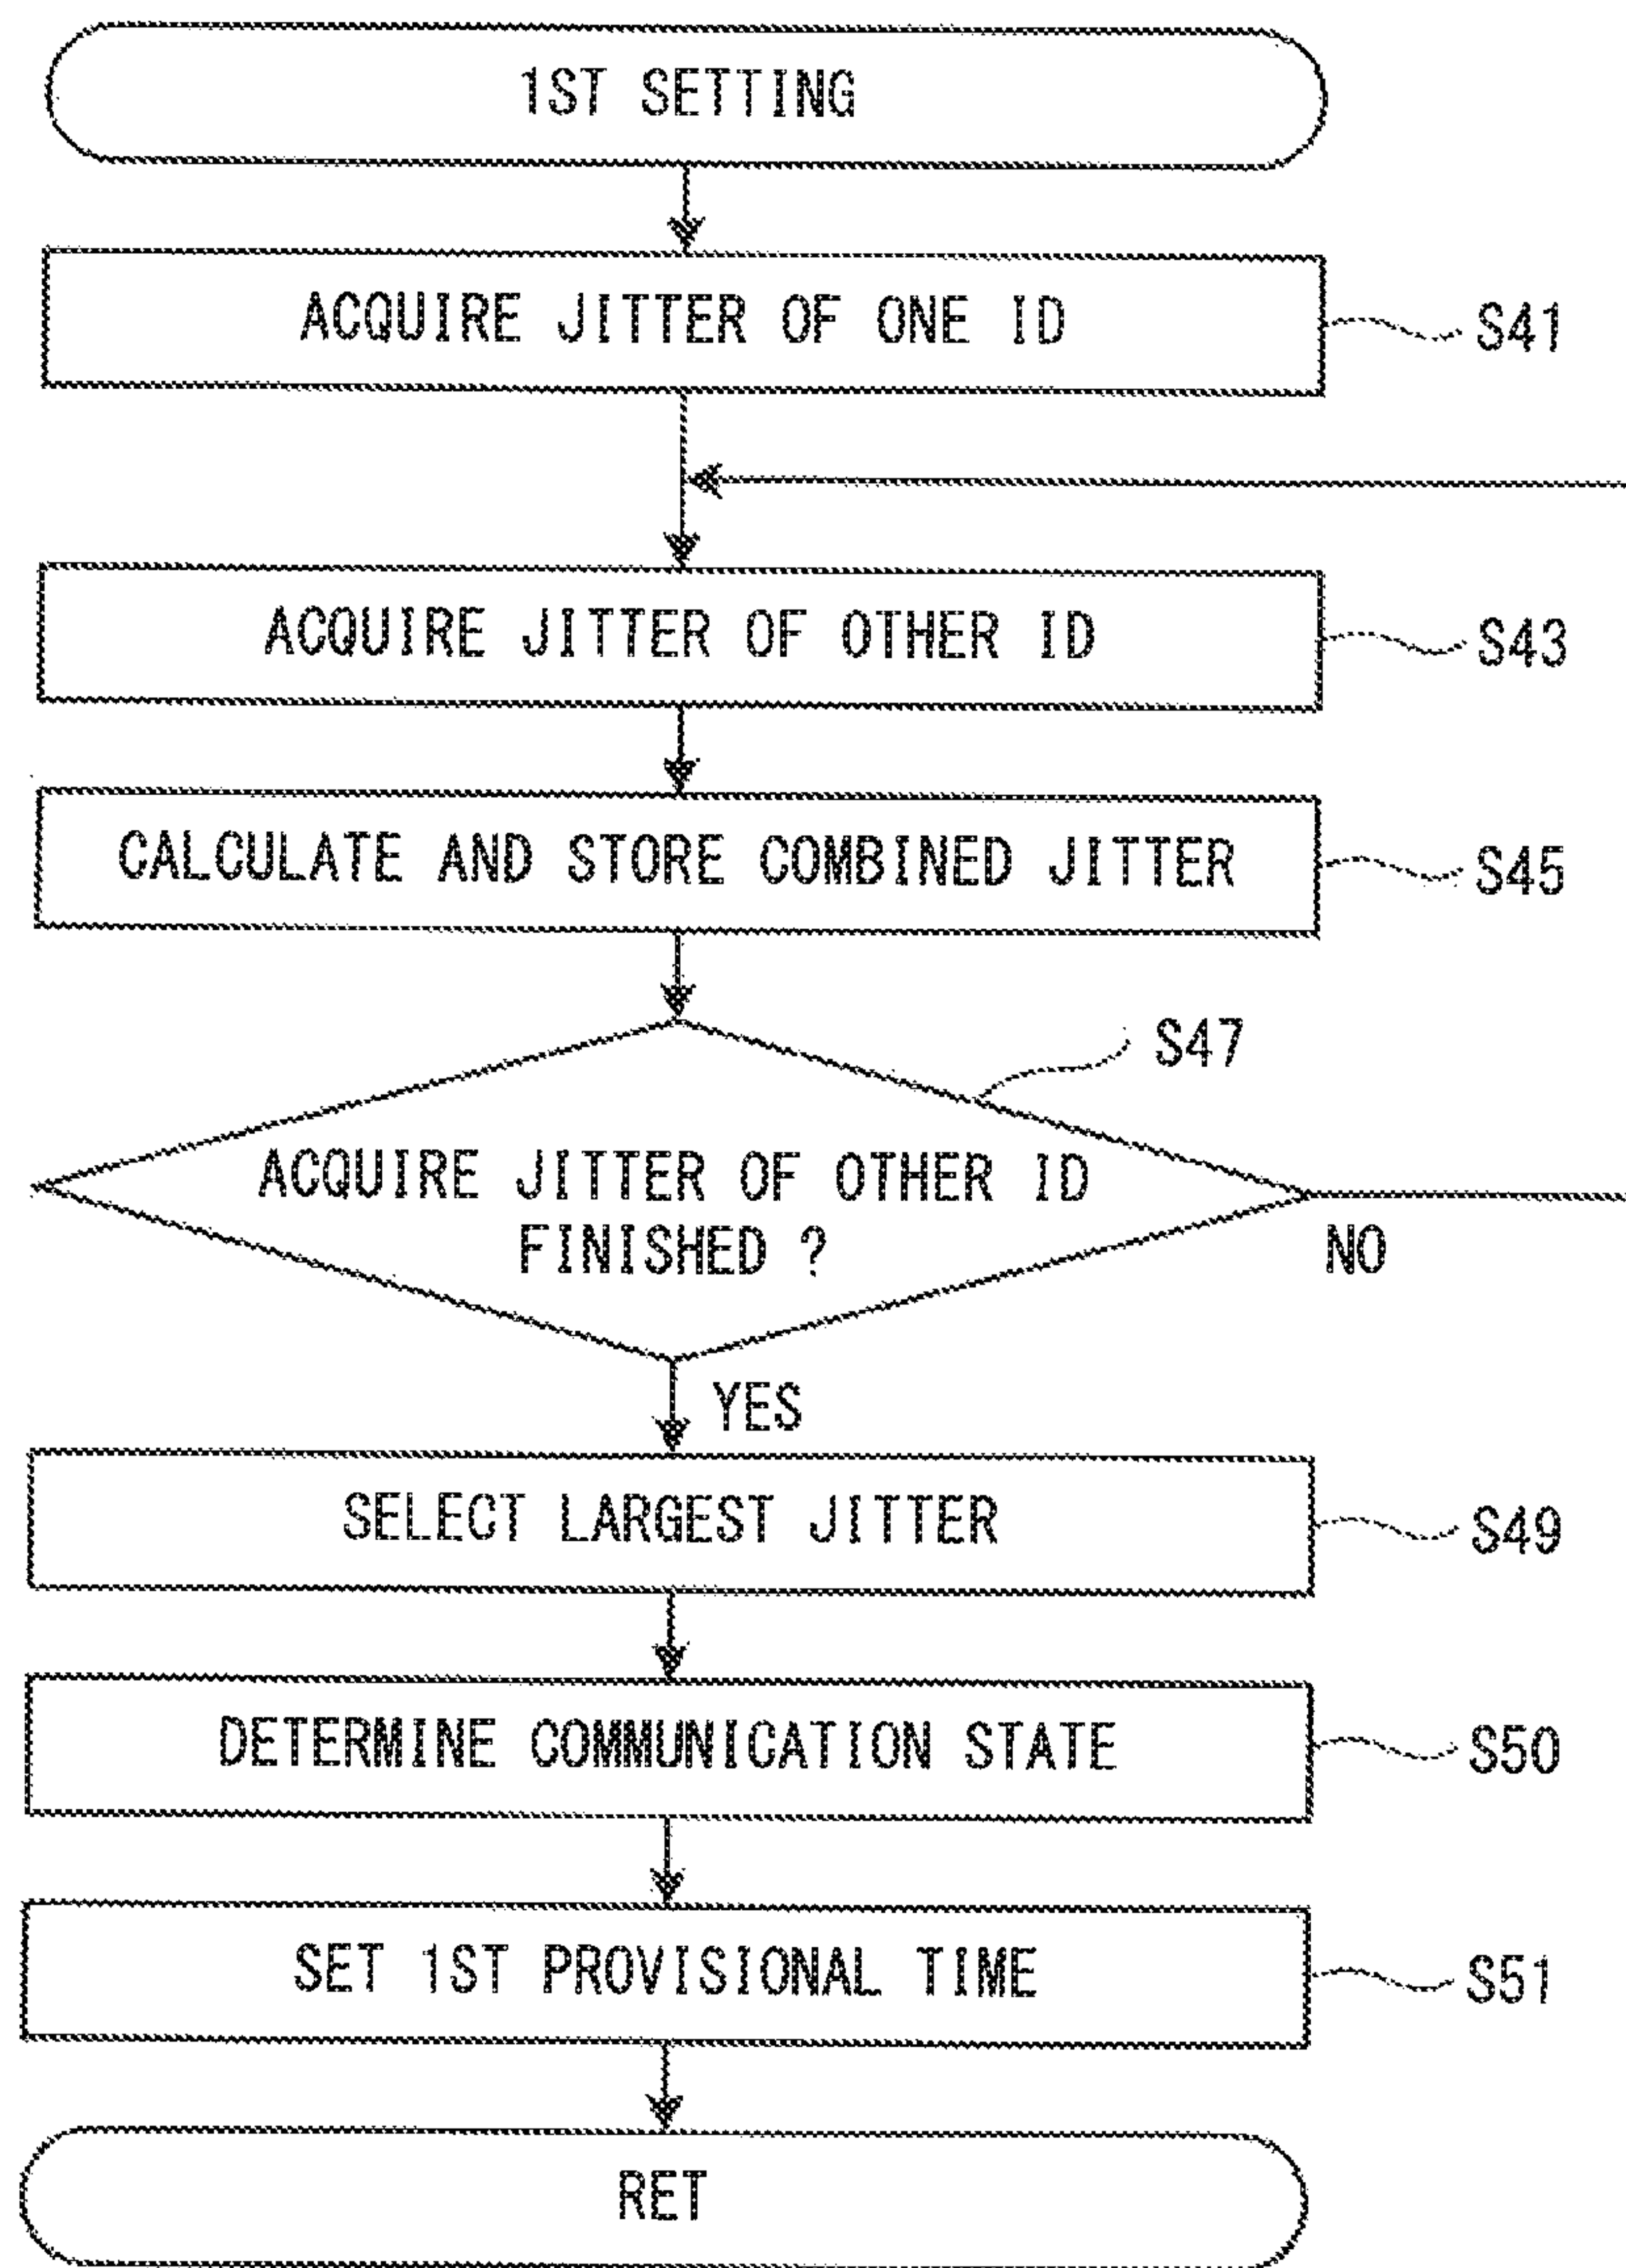 1ST SETTING
ACQUIRE JITTER OF ONE ID
S41
ACQUIRE JITTER OF OTHER ID
S43
CALCULATE AND STORE COMBINED JITTER
S45
S47
ACQUIRE JITTER OF OTHER ID
FINISHED ?
NO
YES
SELECT LARGEST JITTER
S49
DETERMINE COMMUNICATION STATE
S50
SET 1ST PROVISIONAL TIME
S51
RET